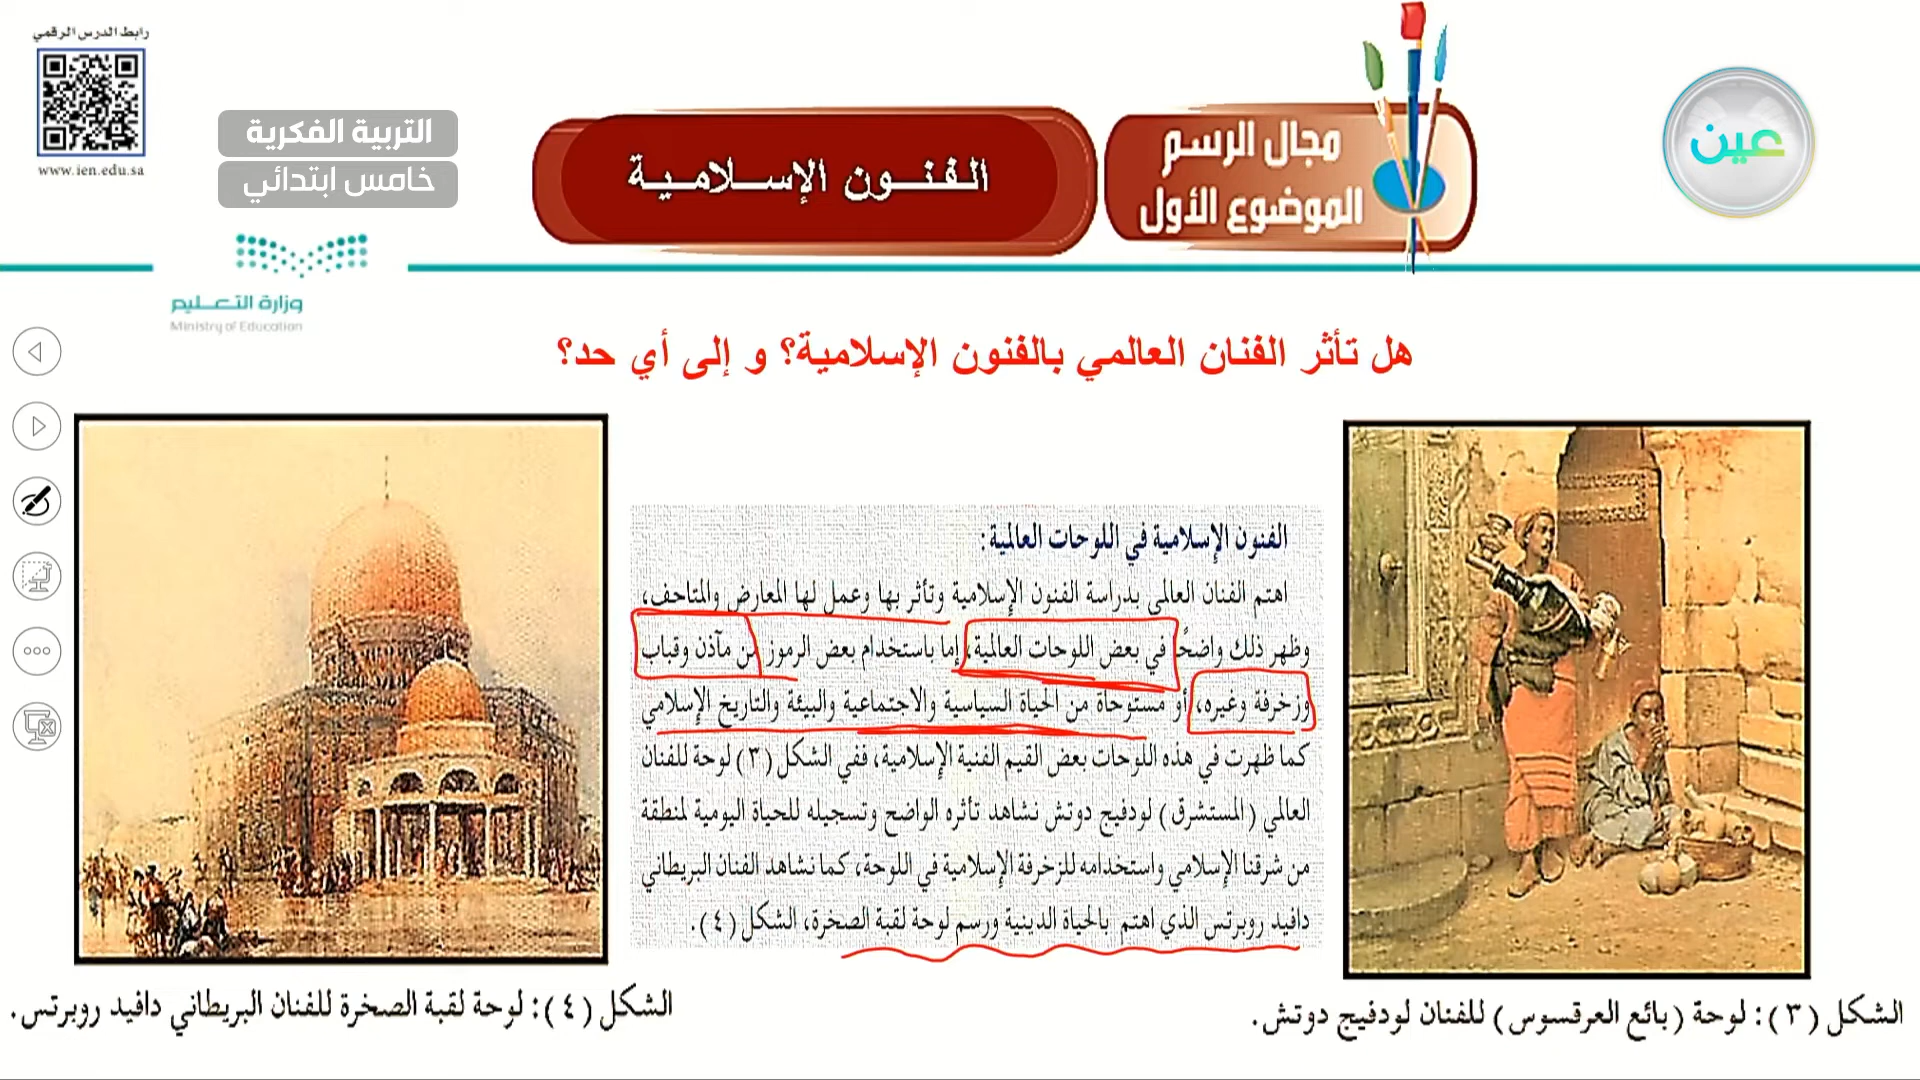 رابط الدرس الرقمي
www.ien.edu.sa
التربية الفكرية
خامس ابتدائي
وزارة التعليم
Ministry of Education
مجال الرسم
الموضوع الأول
الفنون الإسلامية
عين
هل تأثر الفنان العالمي بالفنون الإسلامية؟ و إلى أي حد؟
الفنون الإسلامية في اللوحات العالمية:
اهتم الفنان العالمى بدراسة الفنون الإسلامية وتأثر بها وعمل لها المعارض والمتاحف،
وظهر ذلك واضحًا في بعض اللوحات العالمية، إما باستخدام بعض الرموز من مآذن وقباب
وزخرفة وغيره، أو مستوحاة من الحياة السياسية والاجتماعية والبيئة والتاريخ الإسلامي
كما ظهرت في هذه اللوحات بعض القيم الفنية الإسلامية، ففي الشكل (٣) لوحة للفنان
العالمي (المستشرق) لودفيج دوتش نشاهد تأثره الواضح وتسجيله للحياة اليومية لمنطقة
من شرقنا الإسلامي واستخدامه للزخرفة الإسلامية في اللوحة، كما نشاهد الفنان البريطاني
دافيد روبرتس الذي اهتم بالحياة الدينية ورسم لوحة لقبة الصخرة، الشكل (٤).
الشكل (٣): لوحة (بائع العرقسوس) للفنان لودفيج دوتش.
الشكل (٤): لوحة لقبة الصخرة للفنان البريطاني دافيد روبرتس.